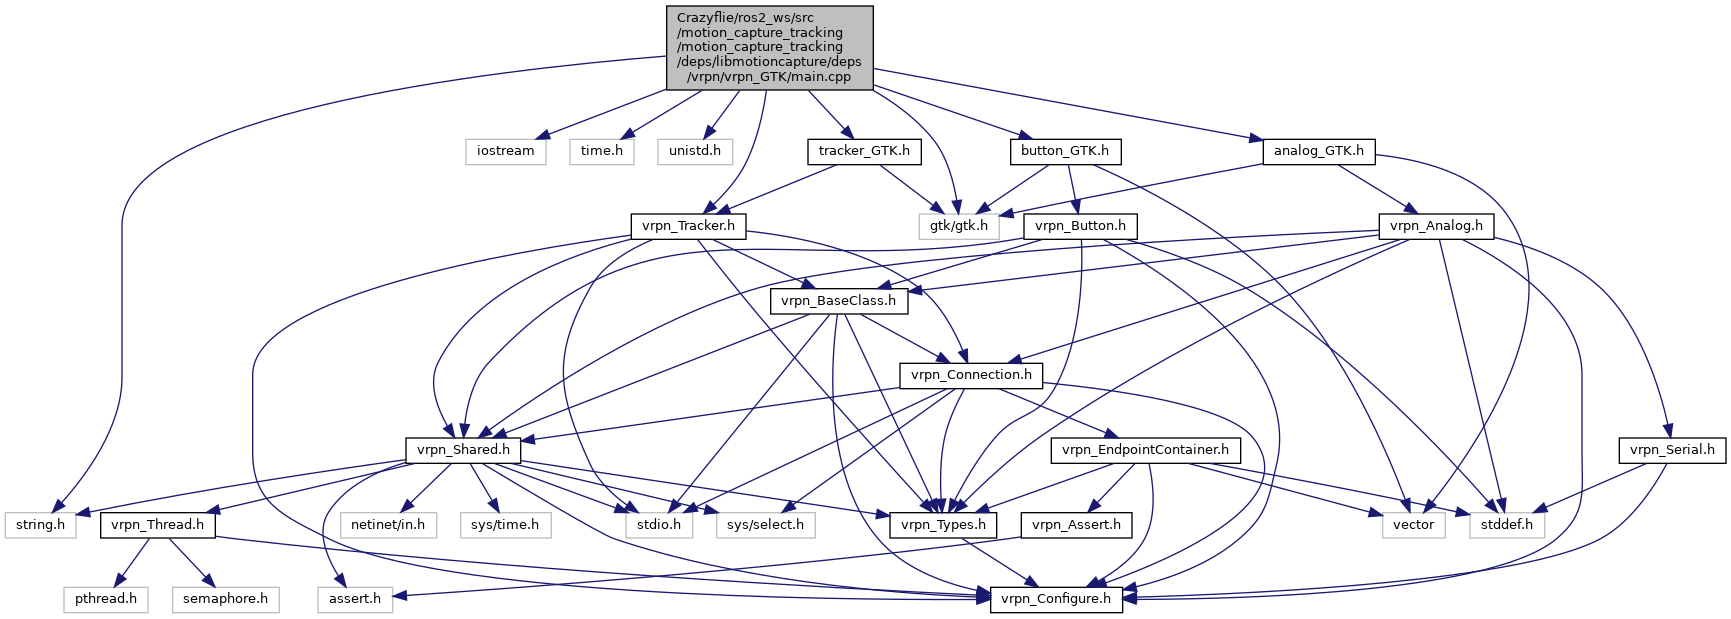 Crazyflie/ros2_ws/src
/motion_capture_tracking
/motion_capture_tracking
/deps/libmotioncapture/deps
/vrpn/vrpn_GTK/main.cpp
iostream
time.h
unistd.h
tracker_GTK.h
button_GTK.h
analog_GTK.h
vrpn_Tracker.h
gtk/gtk.h
vrpn_Button.h
vrpn_Analog.h
vrpn_BaseClass.h
vrpn_Connection.h
vrpn_Shared.h
vrpn_EndpointContainer.h
vrpn_Serial.h
string.h
vrpn_Thread.h
netinet/in.h
sys/time.h
stdio.h
sys/select.h
vrpn_Types.h
vrpn_Assert.h
vector
stddef.h
pthread.h
semaphore.h
assert.h
vrpn_Configure.h